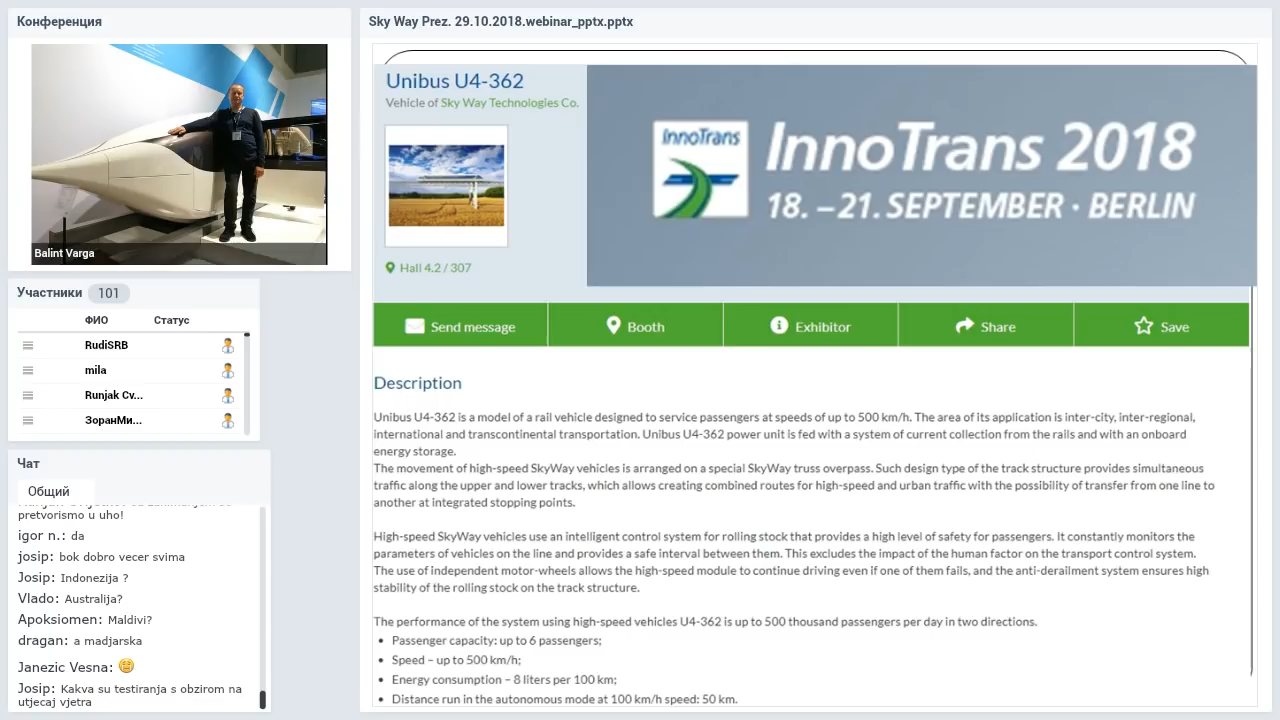 Конференция
Balint Varga
Участники 101
ФИО Статус
RudiSRB
mila
Runjak Cv...
ЗоранМи...
Чат
Общий
pretvorismo u uho!
igor n.: da
josip: bok dobro vecer svima
Josip: Indonezija ?
Vlado: Australija?
Apoksiomen: Maldivi?
dragan: a madjarska
Janezic Vesna:
Josip: Kakva su testiranja s obzirom na
utjecaj vjetra
Sky Way Prez. 29.10.2018.webinar_pptx.pptx
Unibus U4-362
Vehicle of Sky Way Technologies Co.
Hall 4.2 / 307
InnoTrans
InnoTrans 2018
18. – 21. SEPTEMBER · BERLIN
Send message Booth Exhibitor Share Save
Description
Unibus U4-362 is a model of a rail vehicle designed to service passengers at speeds of up to 500 km/h. The area of its application is inter-city, inter-regional,
international and transcontinental transportation. Unibus U4-362 power unit is fed with a system of current collection from the rails and with an onboard
energy storage.
The movement of high-speed SkyWay vehicles is arranged on a special SkyWay truss overpass. Such design type of the track structure provides simultaneous
traffic along the upper and lower tracks, which allows creating combined routes for high-speed and urban traffic with the possibility of transfer from one line to
another at integrated stopping points.
High-speed SkyWay vehicles use an intelligent control system for rolling stock that provides a high level of safety for passengers. It constantly monitors the
parameters of vehicles on the line and provides a safe interval between them. This excludes the impact of the human factor on the transport control system.
The use of independent motor-wheels allows the high-speed module to continue driving even if one of them fails, and the anti-derailment system ensures high
stability of the rolling stock on the track structure.
The performance of the system using high-speed vehicles U4-362 is up to 500 thousand passengers per day in two directions.
• Passenger capacity: up to 6 passengers;
• Speed – up to 500 km/h;
• Energy consumption – 8 liters per 100 km;
• Distance run in the autonomous mode at 100 km/h speed: 50 km.